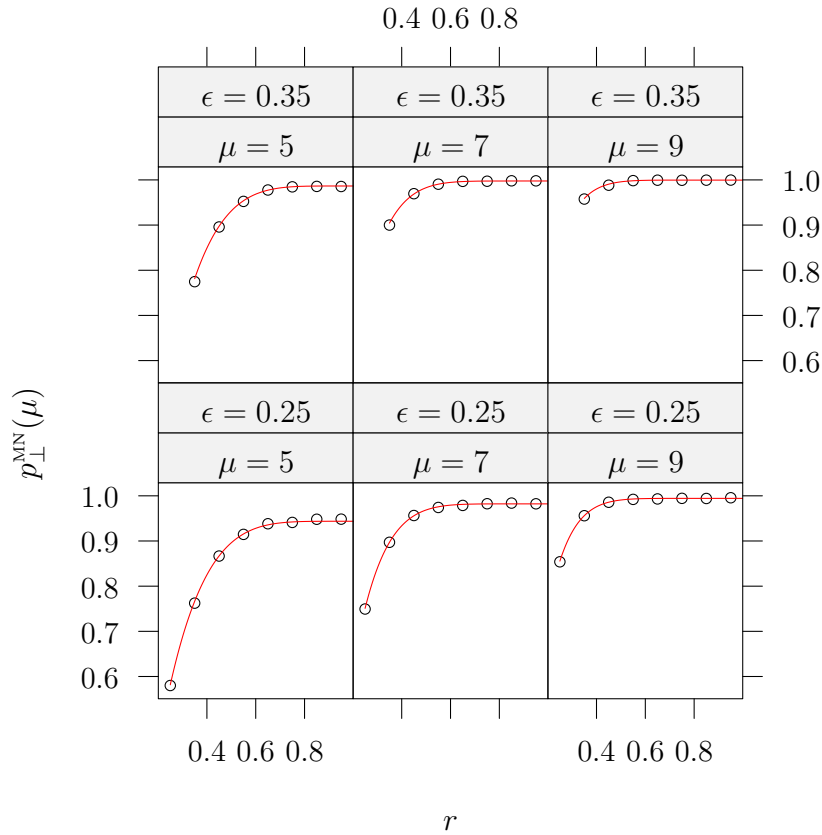 0.4 0.6 0.8
ϵ = 0.35 ϵ = 0.35 ϵ = 0.35
μ = 5 μ = 7 μ = 9
1.0
0.9
0.8
0.7
0.6
p⊥^MN(μ)
ϵ = 0.25 ϵ = 0.25 ϵ = 0.25
μ = 5 μ = 7 μ = 9
1.0
0.9
0.8
0.7
0.6
0.4 0.6 0.8 0.4 0.6 0.8
r